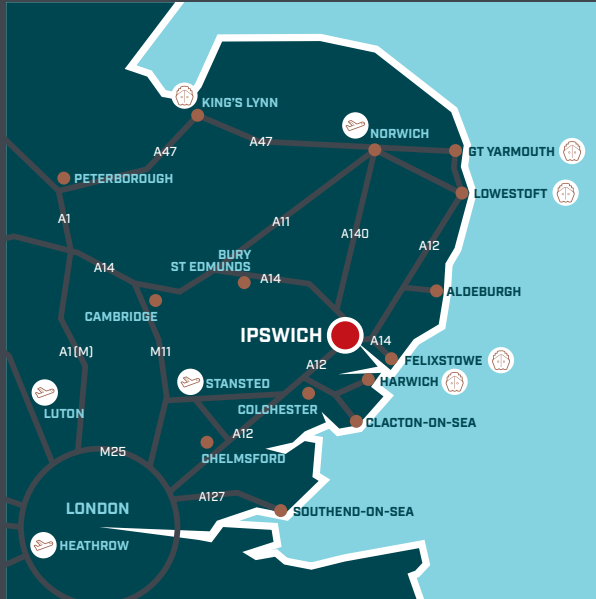 KING'S LYNN
NORWICH
A47
A47
GT YARMOUTH
PETERBOROUGH
LOWESTOFT
A1
A11
A140
A12
BURY
ST EDMUNDS
A14
A14
ALDEBURGH
CAMBRIDGE
IPSWICH
A14
A1(M)
M11
A12
FELIXSTOWE
STANSTED
HARWICH
LUTON
COLCHESTER
CLACTON-ON-SEA
A12
M25
CHELMSFORD
A127
LONDON
SOUTHEND-ON-SEA
HEATHROW